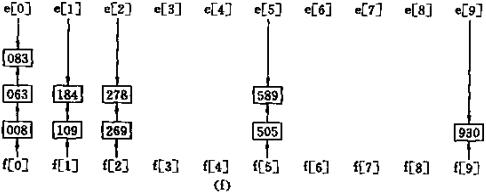 e[0] e[1] e[2] e[3] e[4] e[5] e[6] e[7] e[8] e[9]
083
063 184 278 589
008 109 269 505 930
f[0] f[1] f[2] f[3] f[4] f[5] f[6] f[7] f[8] f[9]
(f)